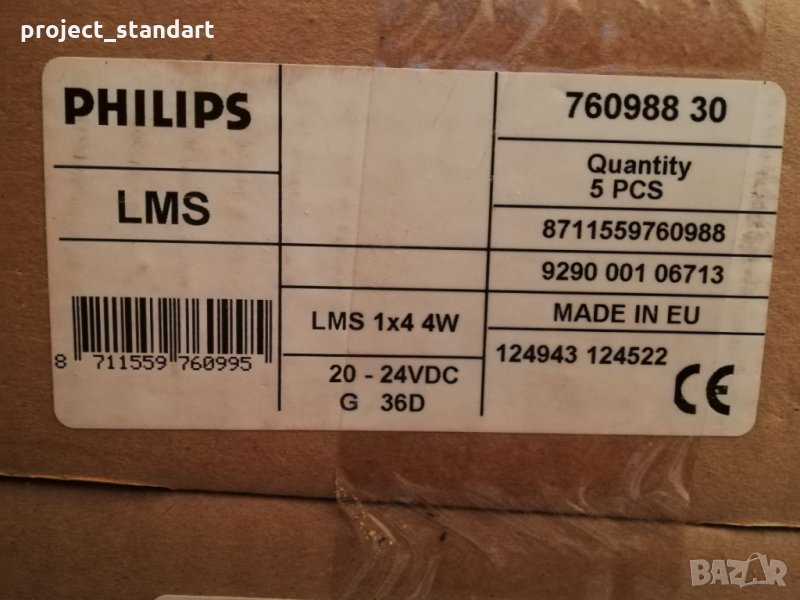 project_standart
PHILIPS
LMS
8 711559 760995
LMS 1x4 4W
20 - 24VDC
G 36D
760988 30
Quantity
5 PCS
8711559760988
9290 001 06713
MADE IN EU
124943 124522
CE
BAZAR